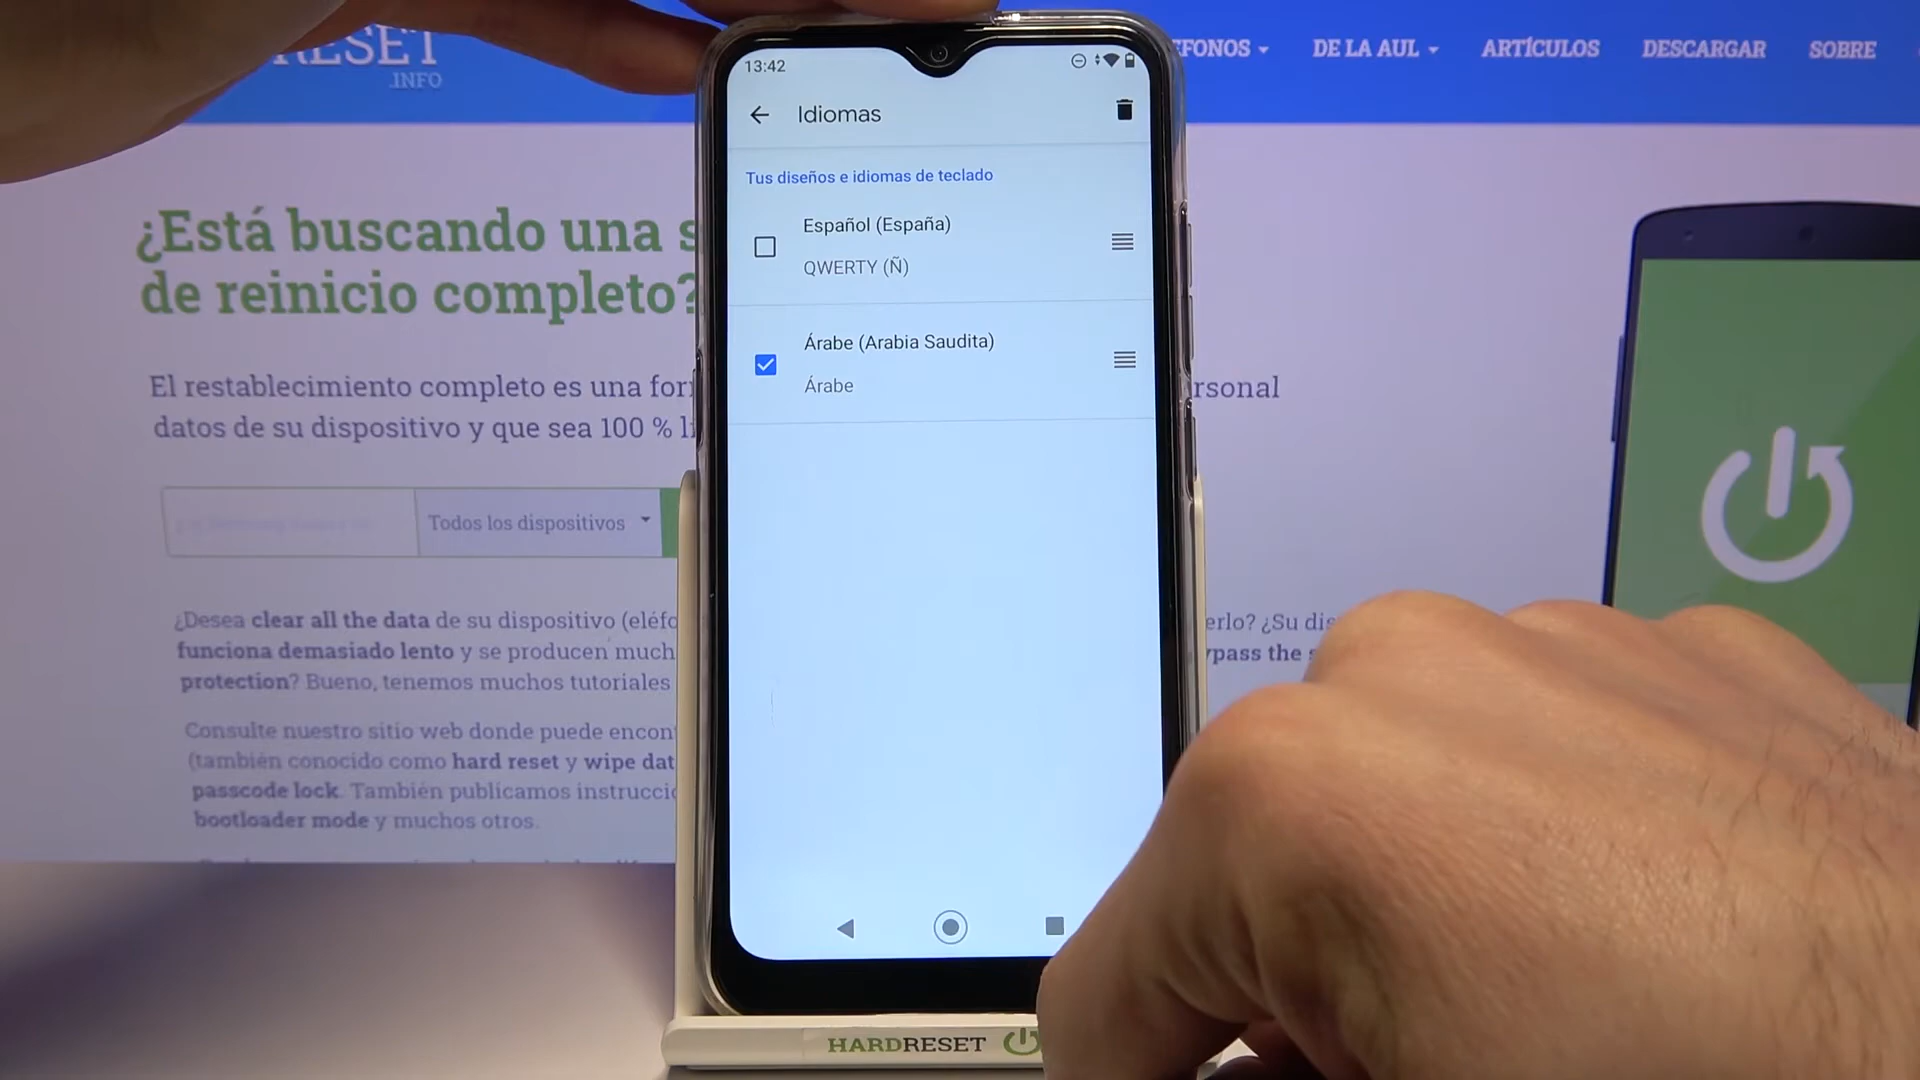 RESET
.INFO
ÉFONOS
DE LA AUL
ARTÍCULOS
DESCARGAR
SOBRE
¿Está buscando una s
de reinicio completo?
El restablecimiento completo es una for
rsonal
datos de su dispositivo y que sea 100 % li
Todos los dispositivos
¿Desea clear all the data de su dispositivo (eléfo
erlo? ¿Su dis
funciona demasiado lento y se producen much
ypass the s
protection? Bueno, tenemos muchos tutoriales
Consulte nuestro sitio web donde puede encon
(también conocido como hard reset y wipe dat
passcode lock. También publicamos instrucci
bootloader mode y muchos otros.
13:42
Idiomas
Tus diseños e idiomas de teclado
Español (España)
QWERTY (Ñ)
Árabe (Arabia Saudita)
Árabe
HARDRESET